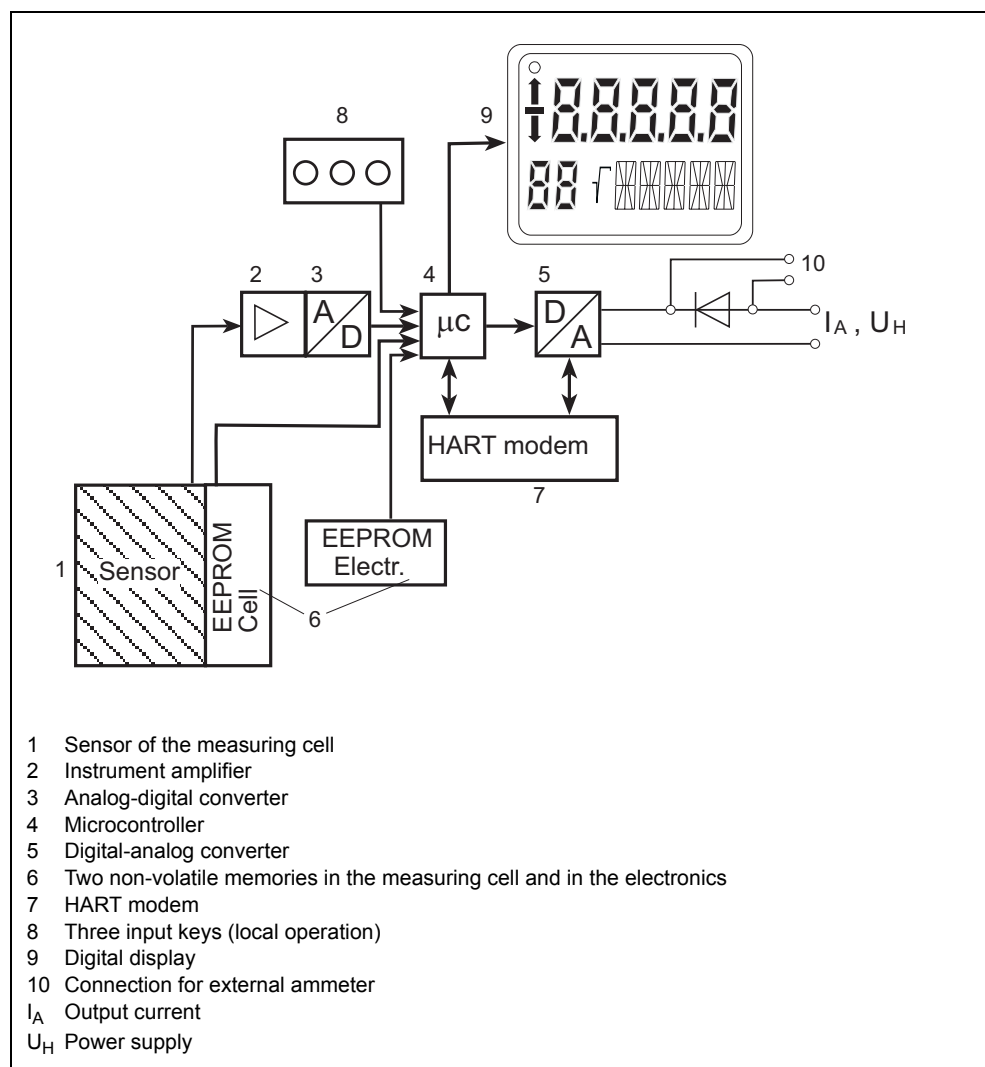 8
9
10
2
3
4
5
A
D
μc
D
A
I_A , U_H
HART modem
7
1
Sensor
EEPROM
Cell
EEPROM
Electr.
6
1 Sensor of the measuring cell
2 Instrument amplifier
3 Analog-digital converter
4 Microcontroller
5 Digital-analog converter
6 Two non-volatile memories in the measuring cell and in the electronics
7 HART modem
8 Three input keys (local operation)
9 Digital display
10 Connection for external ammeter
I_A Output current
U_H Power supply